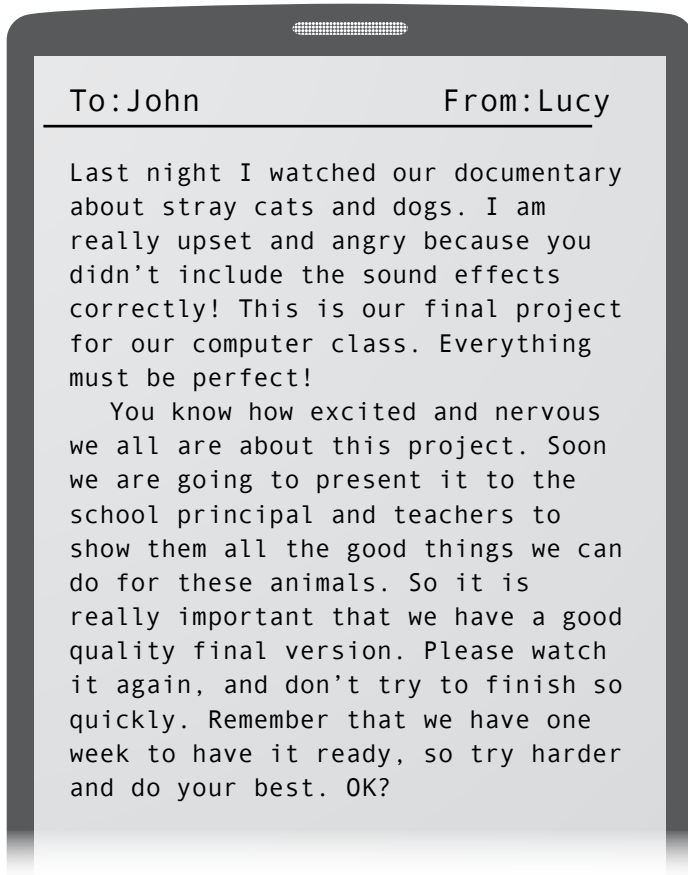 To:John From:Lucy
Last night I watched our documentary
about stray cats and dogs. I am
really upset and angry because you
didn’t include the sound effects
correctly! This is our final project
for our computer class. Everything
must be perfect!
You know how excited and nervous
we all are about this project. Soon
we are going to present it to the
school principal and teachers to
show them all the good things we can
do for these animals. So it is
really important that we have a good
quality final version. Please watch
it again, and don’t try to finish so
quickly. Remember that we have one
week to have it ready, so try harder
and do your best. OK?